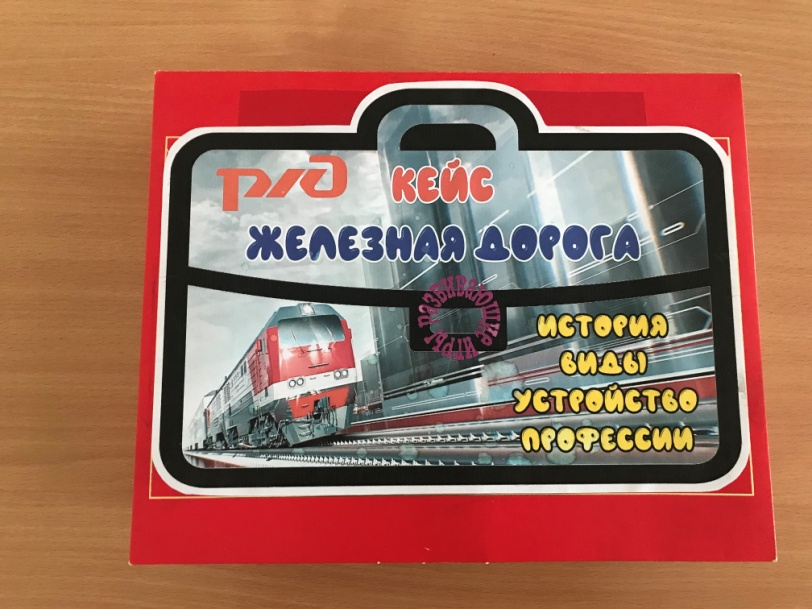 РЖД
КЕЙС
ЖЕЛЕЗНАЯ ДОРОГА
РАЗВИВАЮЩИЕ ИГРЫ
ИСТОРИЯ
ВИДЫ
УСТРОЙСТВО
ПРОФЕССИИ